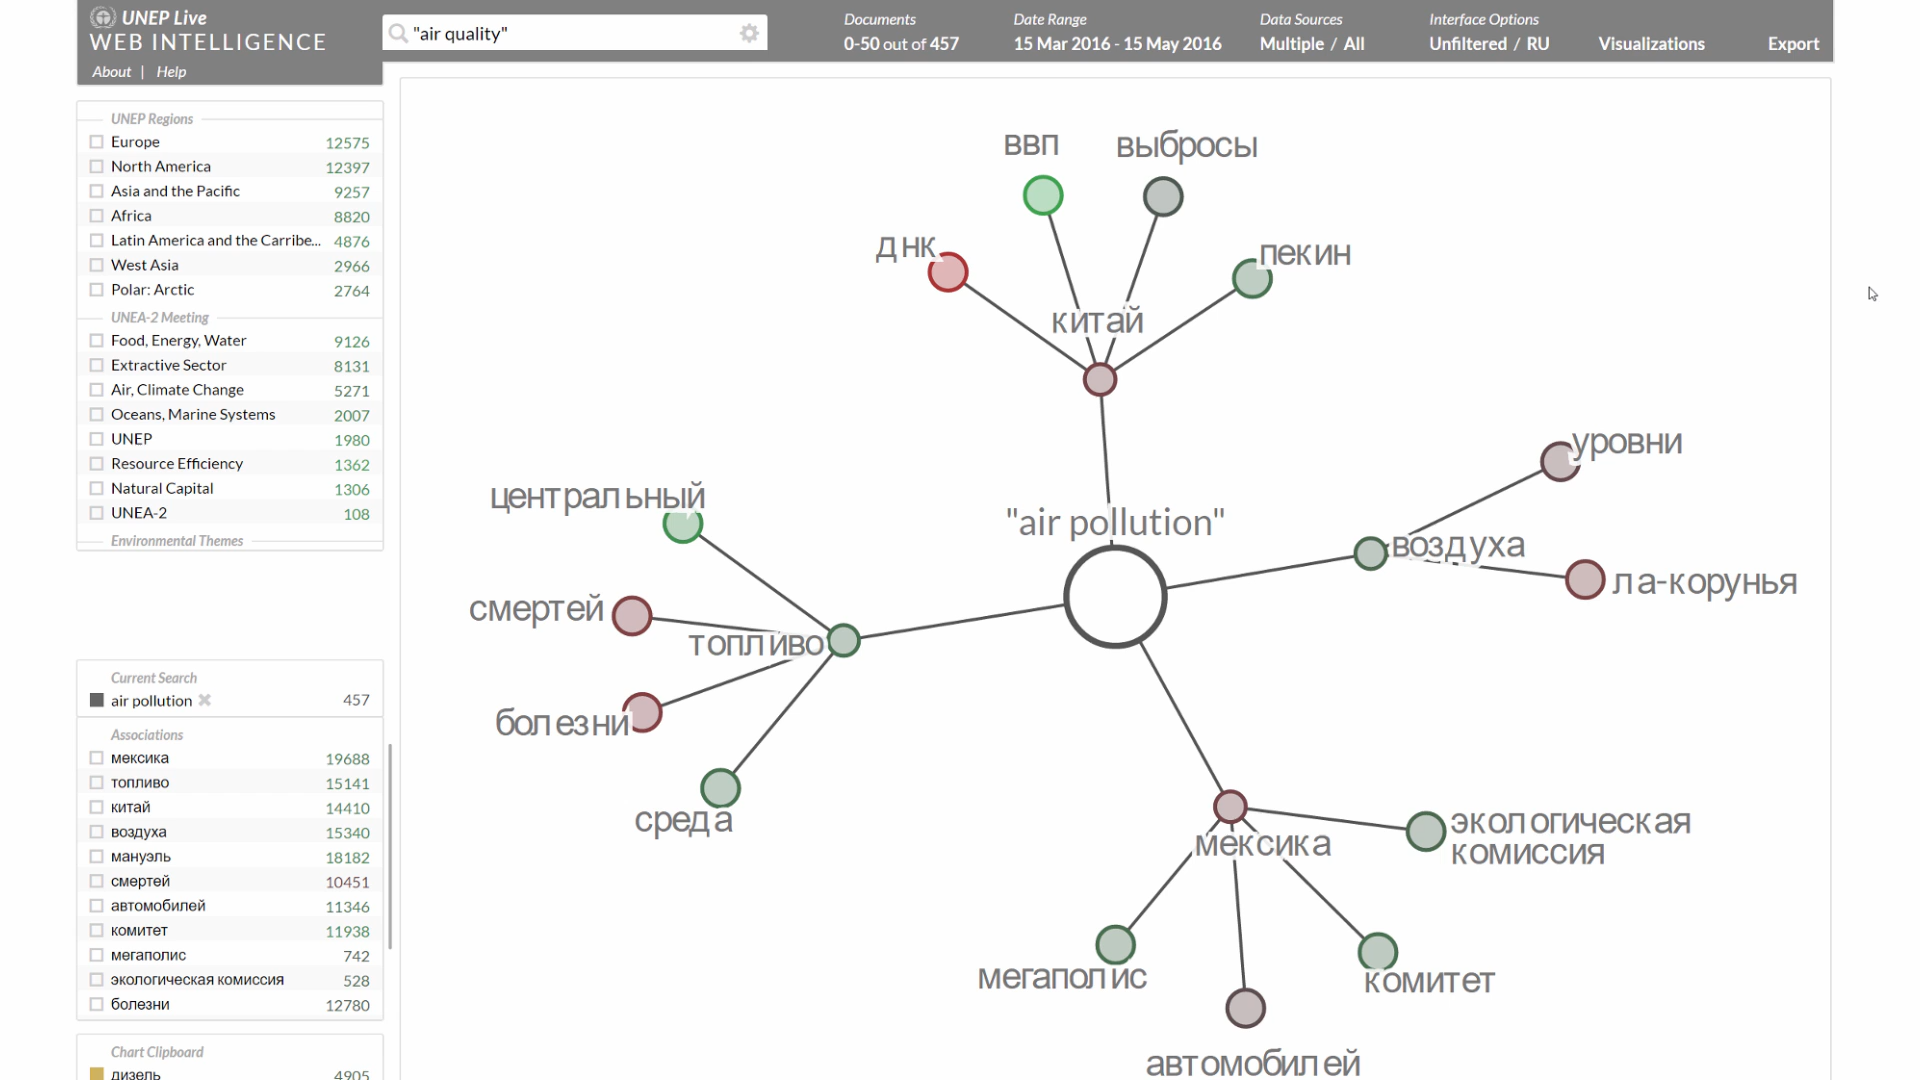 UNEP Live
WEB INTELLIGENCE
About | Help
"air quality"
Documents
0-50 out of 457
Date Range
15 Mar 2016 - 15 May 2016
Data Sources
Multiple / All
Interface Options
Unfiltered / RU
Visualizations
Export
UNEP Regions
Europe 12575
North America 12397
Asia and the Pacific 9257
Africa 8820
Latin America and the Carribe... 4876
West Asia 2966
Polar: Arctic 2764
UNEA-2 Meeting
Food, Energy, Water 9126
Extractive Sector 8131
Air, Climate Change 5271
Oceans, Marine Systems 2007
UNEP 1980
Resource Efficiency 1362
Natural Capital 1306
UNEA-2 108
Environmental Themes
Current Search
air pollution 457
Associations
мексика 19688
топливо 15141
китай 14410
воздуха 15340
мануэль 18182
смертей 10451
автомобилей 11346
комитет 11938
мегаполис 742
экологическая комиссия 528
болезни 12780
Chart Clipboard
дизель 4905
ввп
выбросы
днк
пекин
китай
уровни
центральный
"air pollution"
воздуха
ла-корунья
смертей
топливо
болезни
среда
экологическая
комиссия
мексика
мегаполис
комитет
автомобилей